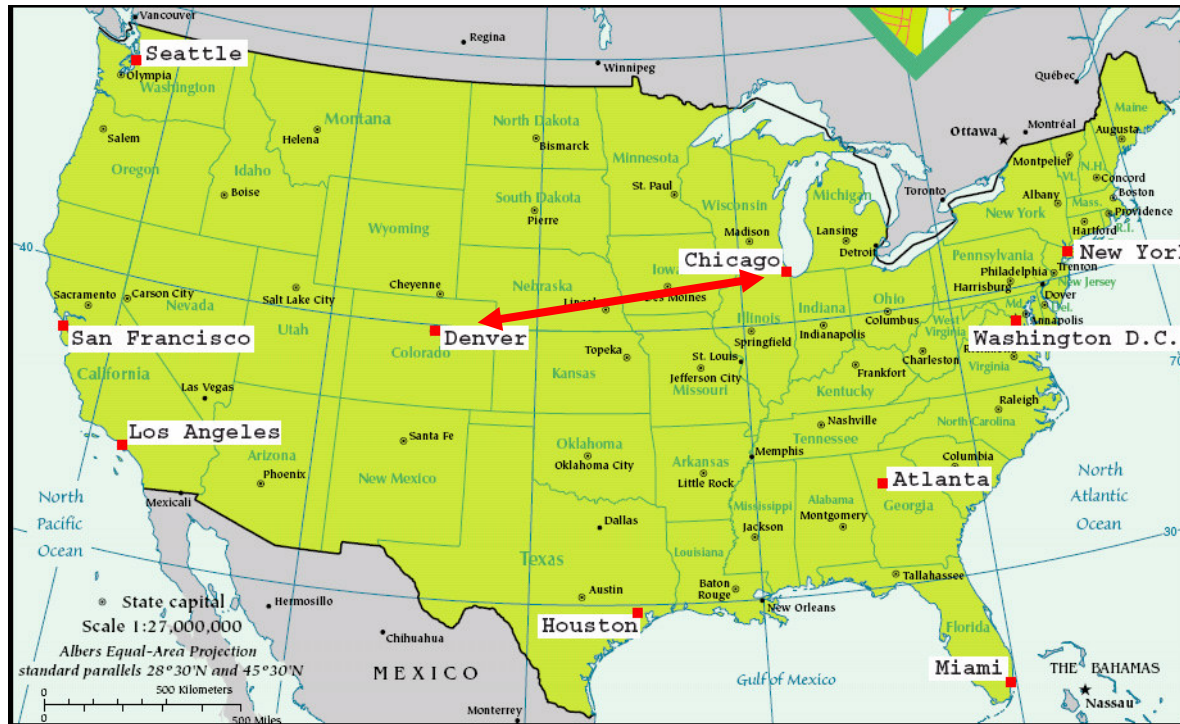 Vancouver
Seattle
Olympia
Washington
Regina
Winnipeg
Québec
Ottawa
Montréal
Toronto
Maine
Augusta
Montpelier
Vt.
N.H.
Concord
Boston
Albany
Mass.
Providence
Hartford
R.I.
New York
Salem
Oregon
Helena
Montana
Idaho
Boise
North Dakota
Bismarck
South Dakota
Pierre
Minnesota
St. Paul
Wisconsin
Madison
Michigan
Lansing
Detroit
Wyoming
Cheyenne
40
Sacramento
Carson City
Nevada
Salt Lake City
Utah
San Francisco
California
Las Vegas
Los Angeles
Denver
Colorado
Nebraska
Lincoln
Iowa
Des Moines
Chicago
Illinois
Springfield
Indiana
Indianapolis
Ohio
Columbus
Pennsylvania
Harrisburg
Philadelphia
Trenton
New York
New Jersey
Dover
Del.
Md.
Annapolis
Washington D.C.
West
Virginia
Charleston
Virginia
70
Topeka
Kansas
St. Louis
Jefferson City
Missouri
Frankfort
Kentucky
Nashville
Tennessee
Memphis
Raleigh
North Carolina
Columbia
Arizona
Phoenix
Santa Fe
New Mexico
Oklahoma
Oklahoma City
Arkansas
Little Rock
Mississippi
Jackson
Alabama
Montgomery
Atlanta
Georgia
North
Pacific
Ocean
North
Atlantic
Ocean
30
Mexicali
Dallas
Texas
Austin
Houston
Louisiana
Baton
Rouge
New Orleans
Tallahassee
Florida
Miami
Gulf of Mexico
THE BAHAMAS
Nassau
Hermosillo
Chihuahua
MEXICO
Monterrey
State capital
Scale 1:27,000,000
Albers Equal-Area Projection
standard parallels 28°30'N and 45°30'N
0 500 Kilometers
0 500 Miles